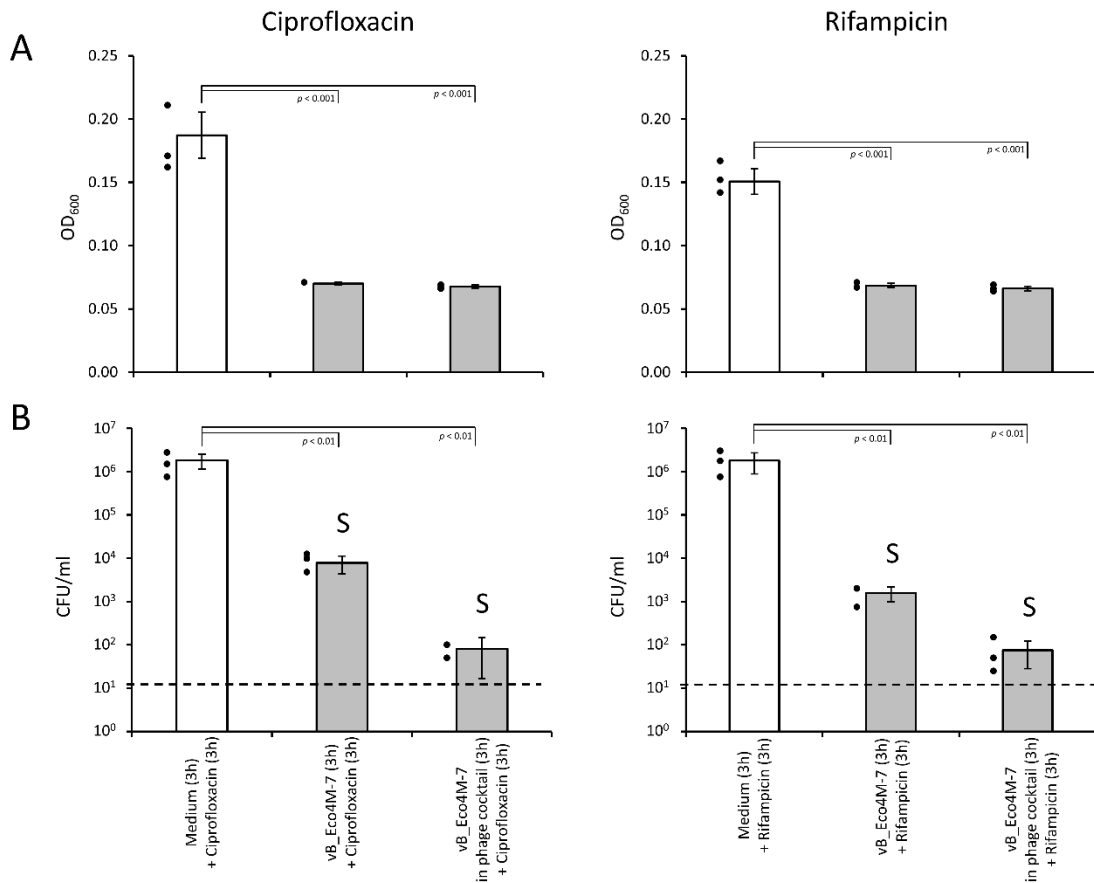 Ciprofloxacin
Rifampicin
A
0.25
0.20
0.15
0.10
0.05
0.00
OD600
p < 0.001
p < 0.001
0.25
0.20
0.15
0.10
0.05
0.00
OD600
p < 0.001
p < 0.001
B
10^7
10^6
10^5
10^4
10^3
10^2
10^1
10^0
CFU/ml
p < 0.01
p < 0.01
S
S
Medium (3h)
+ Ciprofloxacin (3h)
vB_Eco4M-7 (3h)
+ Ciprofloxacin (3h)
vB_Eco4M-7
in phage cocktail (3h)
+ Ciprofloxacin (3h)
10^7
10^6
10^5
10^4
10^3
10^2
10^1
10^0
CFU/ml
p < 0.01
p < 0.01
S
S
Medium (3h)
+ Rifampicin (3h)
vB_Eco4M-7 (3h)
+ Rifampicin (3h)
vB_Eco4M-7
in phage cocktail (3h)
+ Rifampicin (3h)